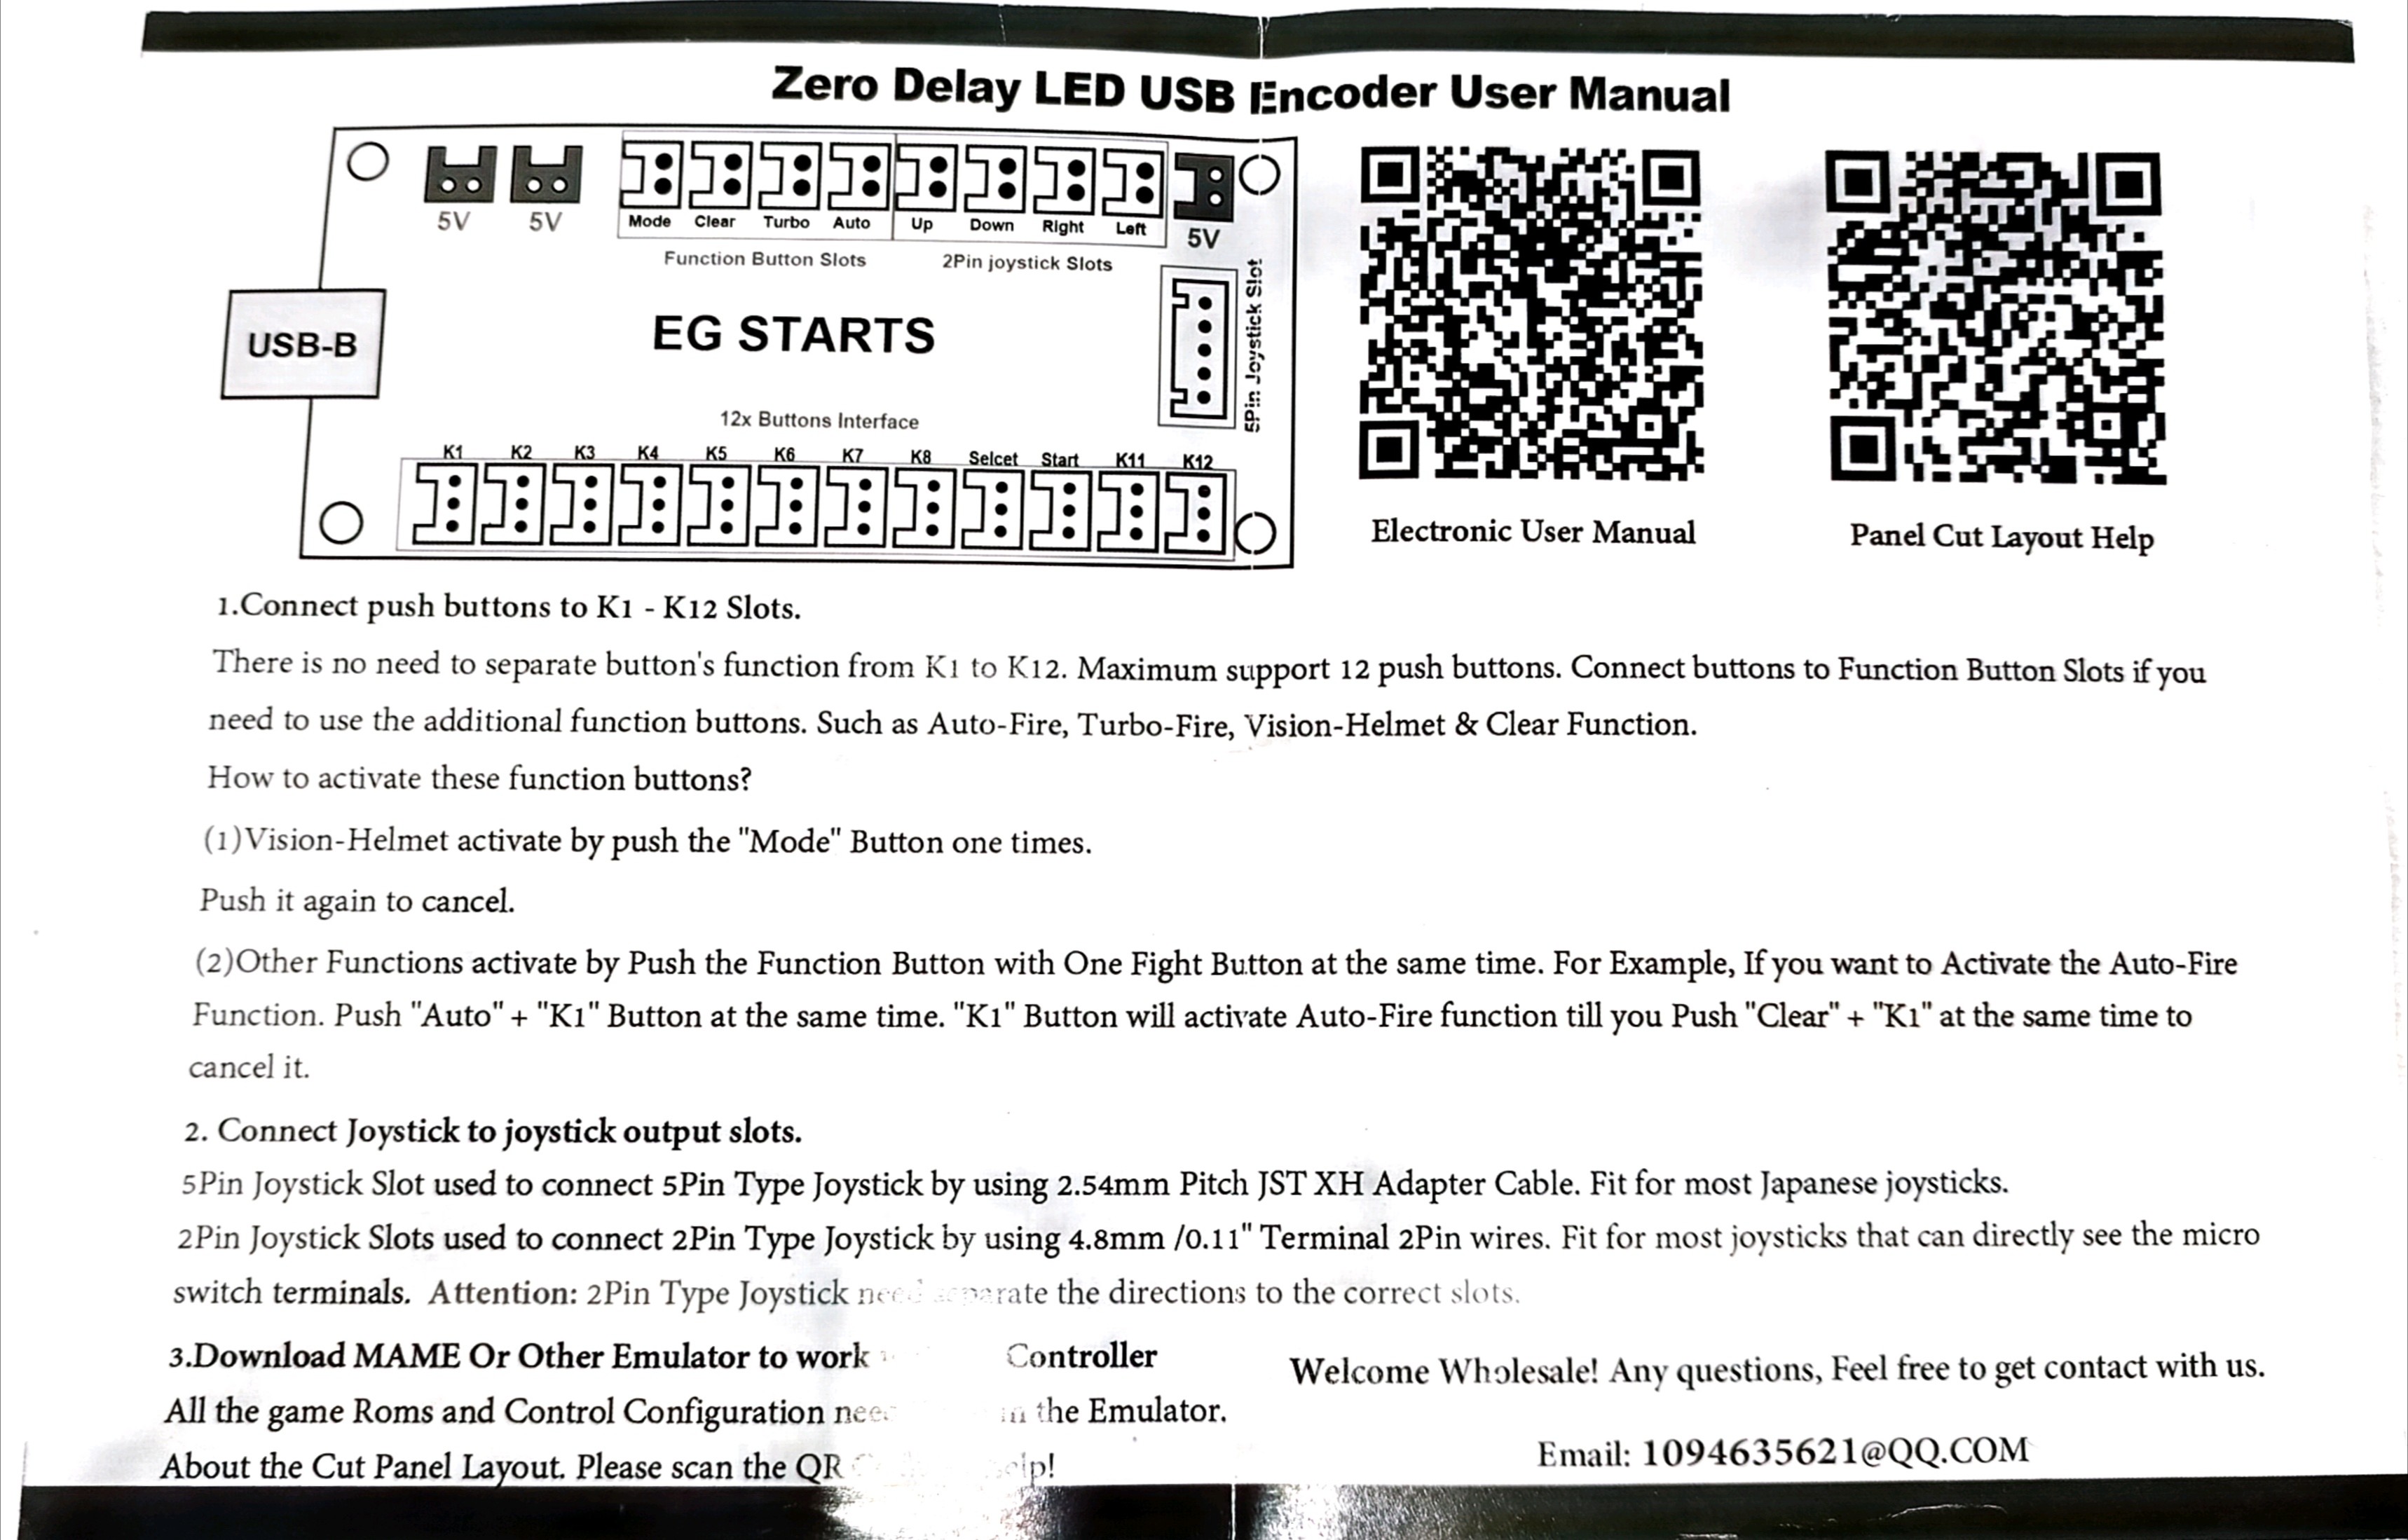 Zero Delay LED USB Encoder User Manual
5V
5V
Mode Clear Turbo Auto Up Down Right Left
5V
Function Button Slots
2Pin joystick Slots
5Pin Joystick Slot
USB-B
EG STARTS
12x Buttons Interface
K1 K2 K3 K4 K5 K6 K7 K8 Selcet Start K11 K12
Electronic User Manual
Panel Cut Layout Help
1.Connect push buttons to K1 - K12 Slots.
There is no need to separate button's function from K1 to K12. Maximum support 12 push buttons. Connect buttons to Function Button Slots if you
need to use the additional function buttons. Such as Auto-Fire, Turbo-Fire, Vision-Helmet & Clear Function.
How to activate these function buttons?
(1)Vision-Helmet activate by push the "Mode" Button one times.
Push it again to cancel.
(2)Other Functions activate by Push the Function Button with One Fight Button at the same time. For Example, If you want to Activate the Auto-Fire
Function. Push "Auto" + "K1" Button at the same time. "K1" Button will activate Auto-Fire function till you Push "Clear" + "K1" at the same time to
cancel it.
2. Connect Joystick to joystick output slots.
5Pin Joystick Slot used to connect 5Pin Type Joystick by using 2.54mm Pitch JST XH Adapter Cable. Fit for most Japanese joysticks.
2Pin Joystick Slots used to connect 2Pin Type Joystick by using 4.8mm /0.11" Terminal 2Pin wires. Fit for most joysticks that can directly see the micro
switch terminals. Attention: 2Pin Type Joystick need separate the directions to the correct slots.
3.Download MAME Or Other Emulator to work Controller
All the game Roms and Control Configuration in the Emulator.
About the Cut Panel Layout. Please scan the QR
Welcome Wholesale! Any questions, Feel free to get contact with us.
Email: 1094635621@QQ.COM